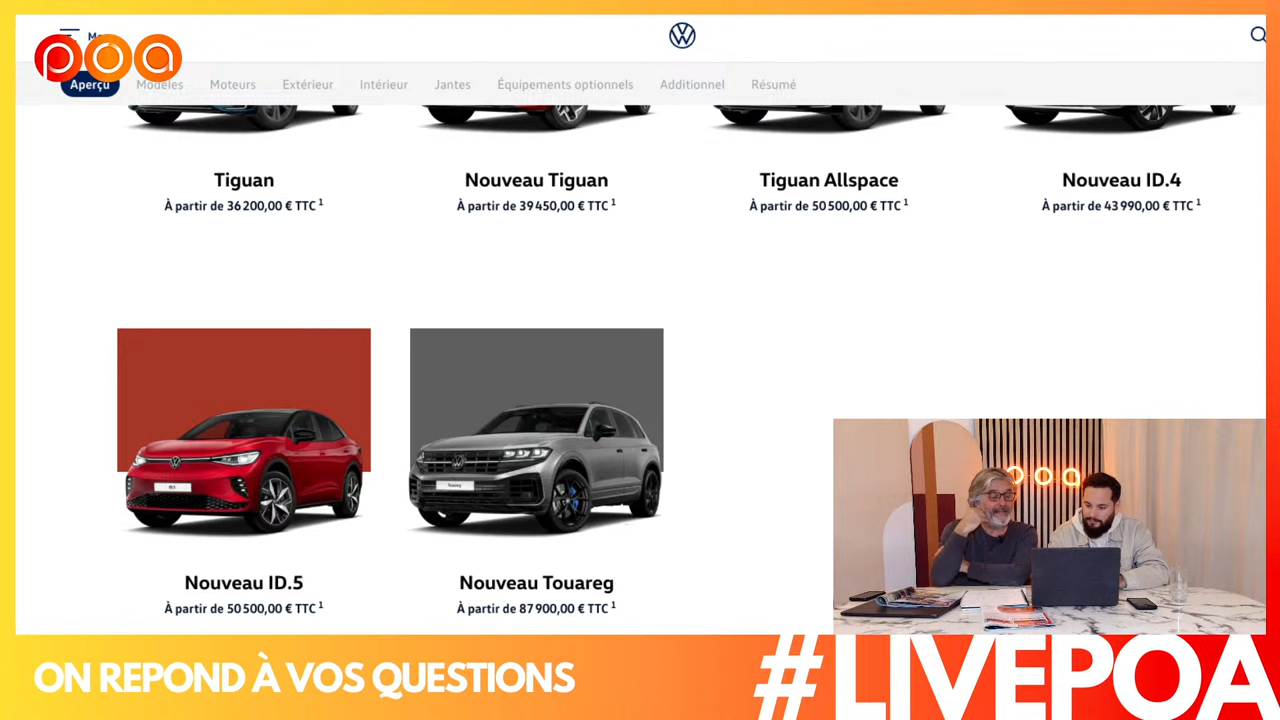 poa
Aperçu
Modèles
Moteurs
Extérieur
Intérieur
Jantes
Équipements optionnels
Additionnel
Résumé
Tiguan
À partir de 36 200,00 € TTC 1
Nouveau Tiguan
À partir de 39 450,00 € TTC 1
Tiguan Allspace
À partir de 50 500,00 € TTC 1
Nouveau ID.4
À partir de 43 990,00 € TTC 1
Nouveau ID.5
À partir de 50 500,00 € TTC 1
Nouveau Touareg
À partir de 87 900,00 € TTC 1
Touareg
poa
ON REPOND À VOS QUESTIONS
#LIVEPOA